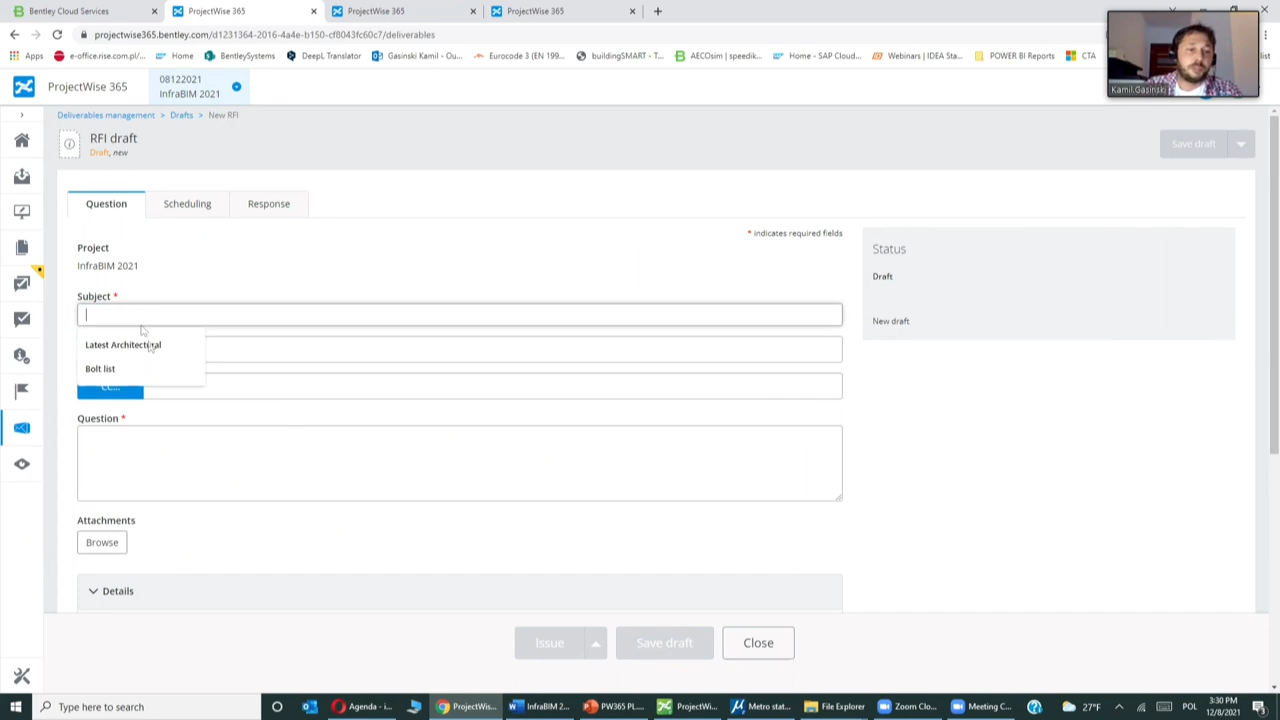 Bentley Cloud Services
ProjectWise 365
ProjectWise 365
ProjectWise 365
projectwise365.bentley.com/d1231364-2016-4a4e-b150-cf8043fc60c7/deliverables
Apps
e-office.rise.com.pl/...
Home
BentleySystems
DeepL Translator
Gasinski Kamil - Ou...
Eurocode 3 (EN 199...
buildingSMART - T...
AECOsim | speedik...
Home - SAP Cloud...
Webinars | IDEA Sta...
POWER BI Reports
CTA
list
Kamil.Gasinski
ProjectWise 365
08122021
InfraBIM 2021
Deliverables management > Drafts > New RFI
RFI draft
Draft, new
Save draft
Question
Scheduling
Response
* indicates required fields
Project
InfraBIM 2021
Subject *
Latest Architectural
Bolt list
CC...
Question *
Attachments
Browse
Details
Status
Draft
New draft
Issue
Save draft
Close
Type here to search
Agenda - i...
ProjectWis...
InfraBIM 2...
PW365 PL...
ProjectWi...
Metro stat...
File Explorer
Zoom Clo...
Meeting C...
27°F
POL
3:30 PM
12/8/2021